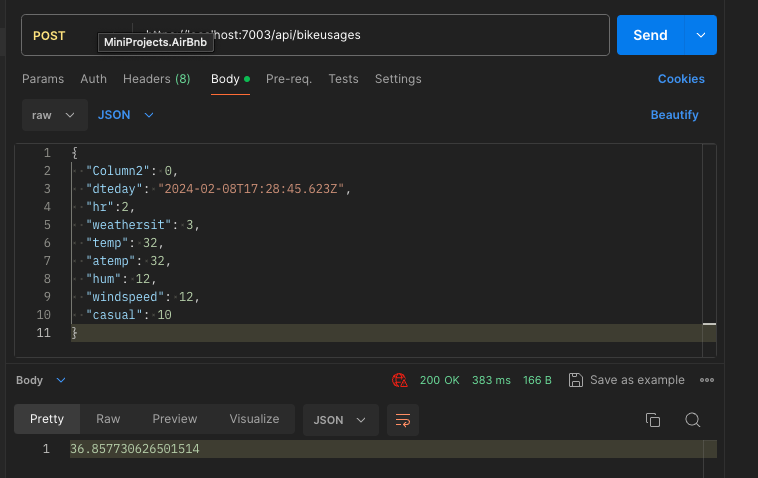 POST
MiniProjects.AirBnb
localhost:7003/api/bikeusages
Send
Params Auth Headers (8) Body Pre-req. Tests Settings Cookies
raw JSON Beautify
1 {
2 "Column2": 0,
3 "dteday": "2024-02-08T17:28:45.623Z",
4 "hr":2,
5 "weathersit": 3,
6 "temp": 32,
7 "atemp": 32,
8 "hum": 12,
9 "windspeed": 12,
10 "casual": 10
11 }
Body 200 OK 383 ms 166 B Save as example
Pretty Raw Preview Visualize JSON
1 36.857730626501514